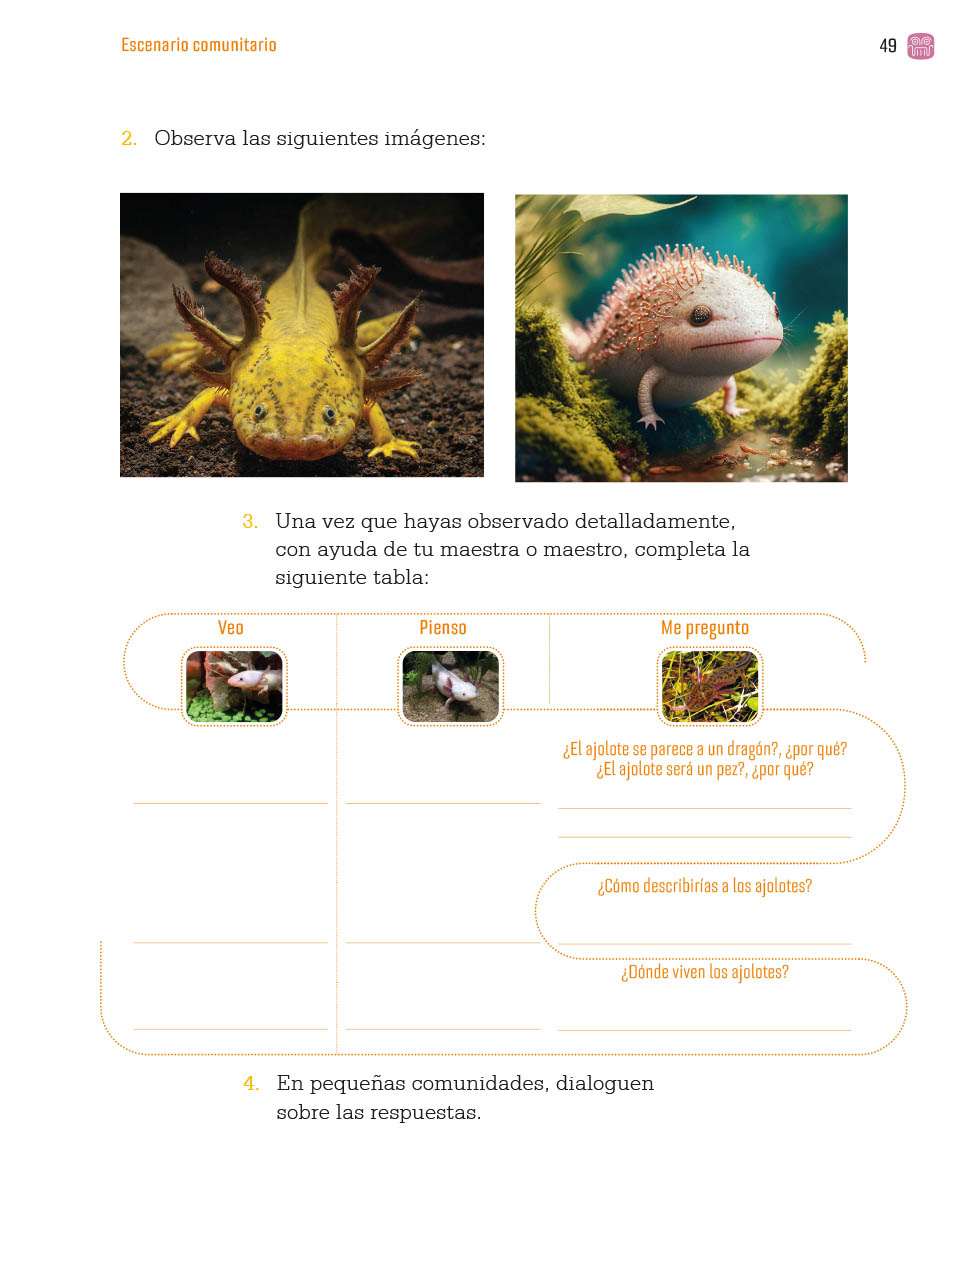 Escenario comunitario
49
2. Observa las siguientes imágenes:
3. Una vez que hayas observado detalladamente,
con ayuda de tu maestra o maestro, completa la
siguiente tabla:
Veo
Pienso
Me pregunto
¿El ajolote se parece a un dragón?, ¿por qué?
¿El ajolote será un pez?, ¿por qué?
¿Cómo describirías a los ajolotes?
¿Dónde viven los ajolotes?
4. En pequeñas comunidades, dialoguen
sobre las respuestas.